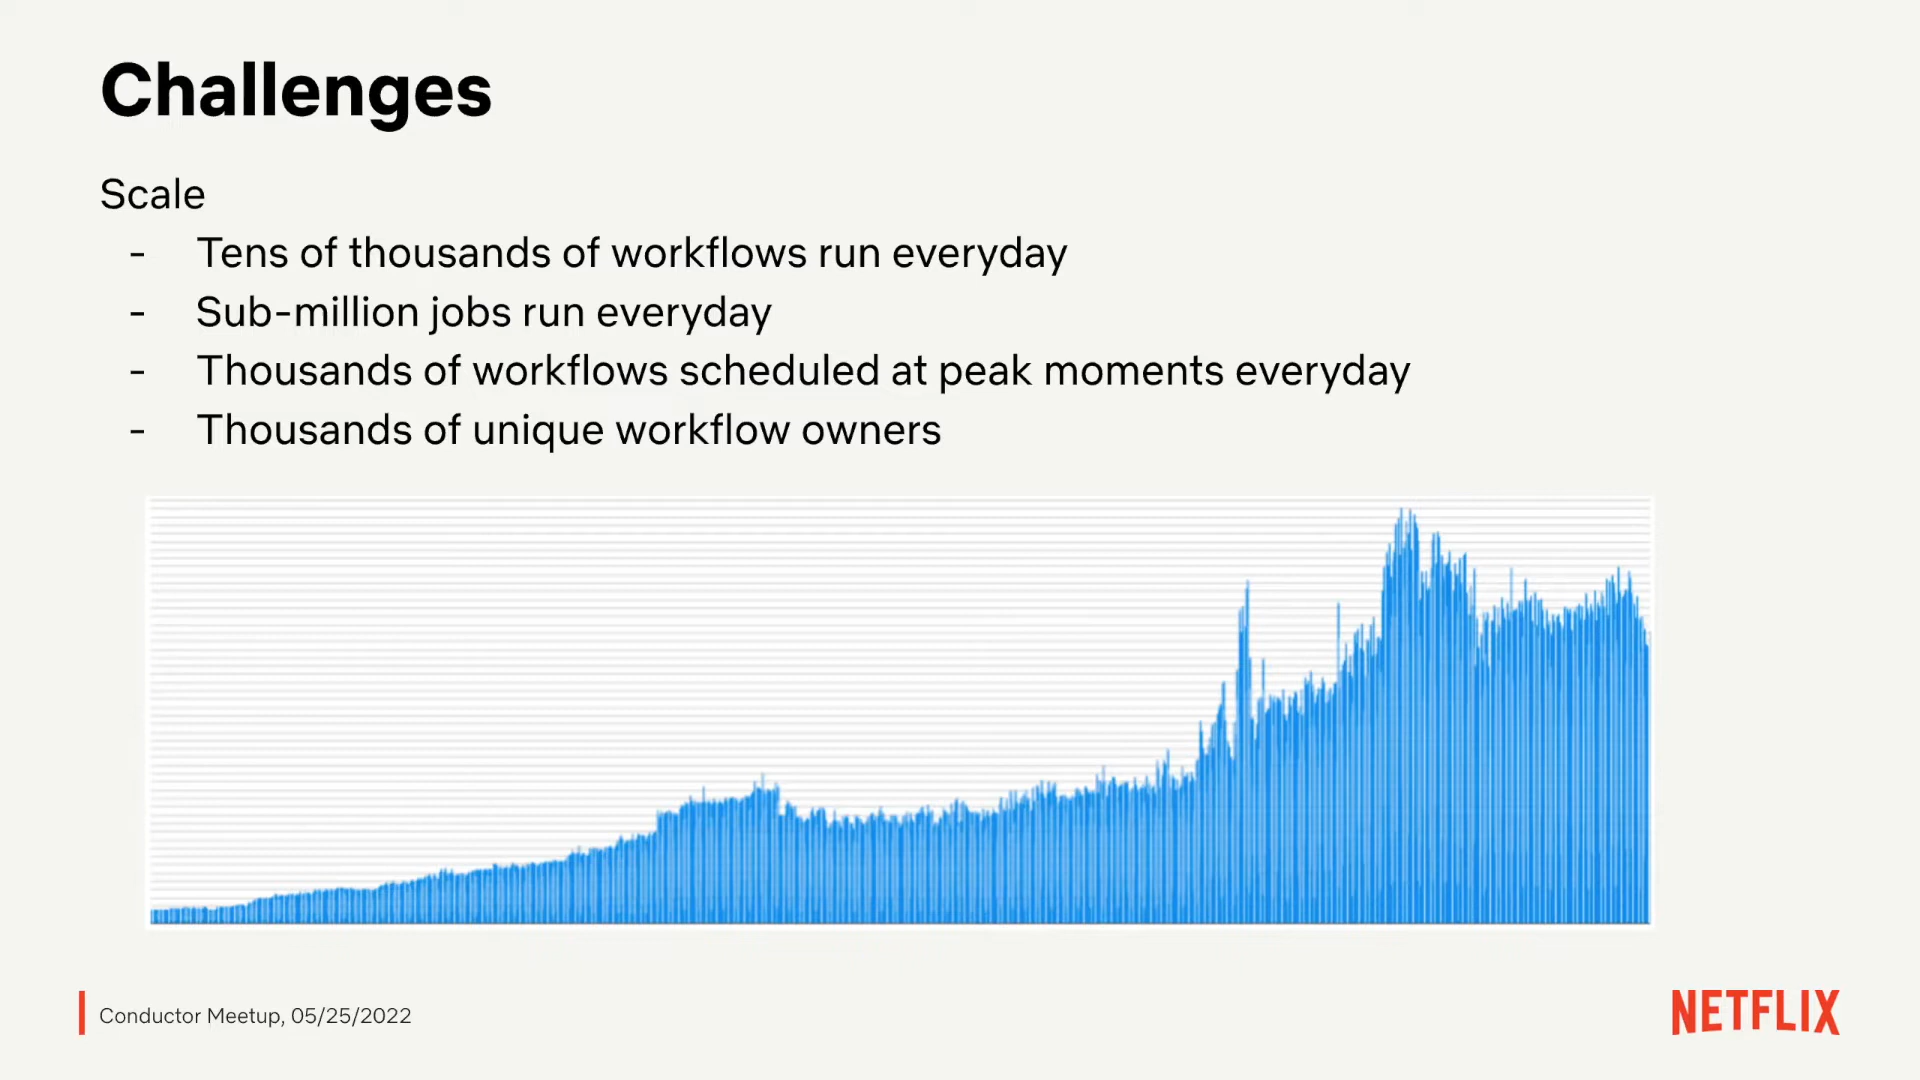 Challenges
Scale
- Tens of thousands of workflows run everyday
- Sub-million jobs run everyday
- Thousands of workflows scheduled at peak moments everyday
- Thousands of unique workflow owners
Conductor Meetup, 05/25/2022
NETFLIX